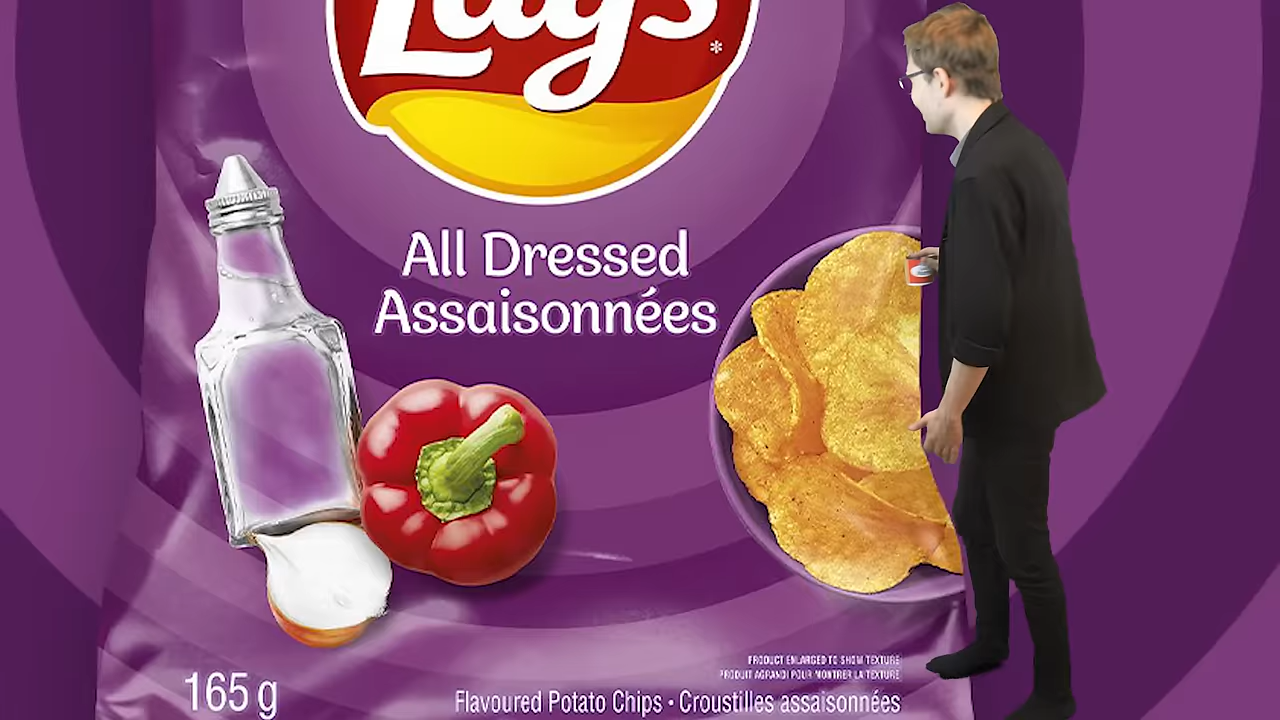 Lay's*
All Dressed
Assaisonnées
PRODUCT ENLARGED TO SHOW TEXTURE
PRODUIT AGRANDI POUR MONTRER LA TEXTURE
165 g
Flavoured Potato Chips • Croustilles assaisonnées